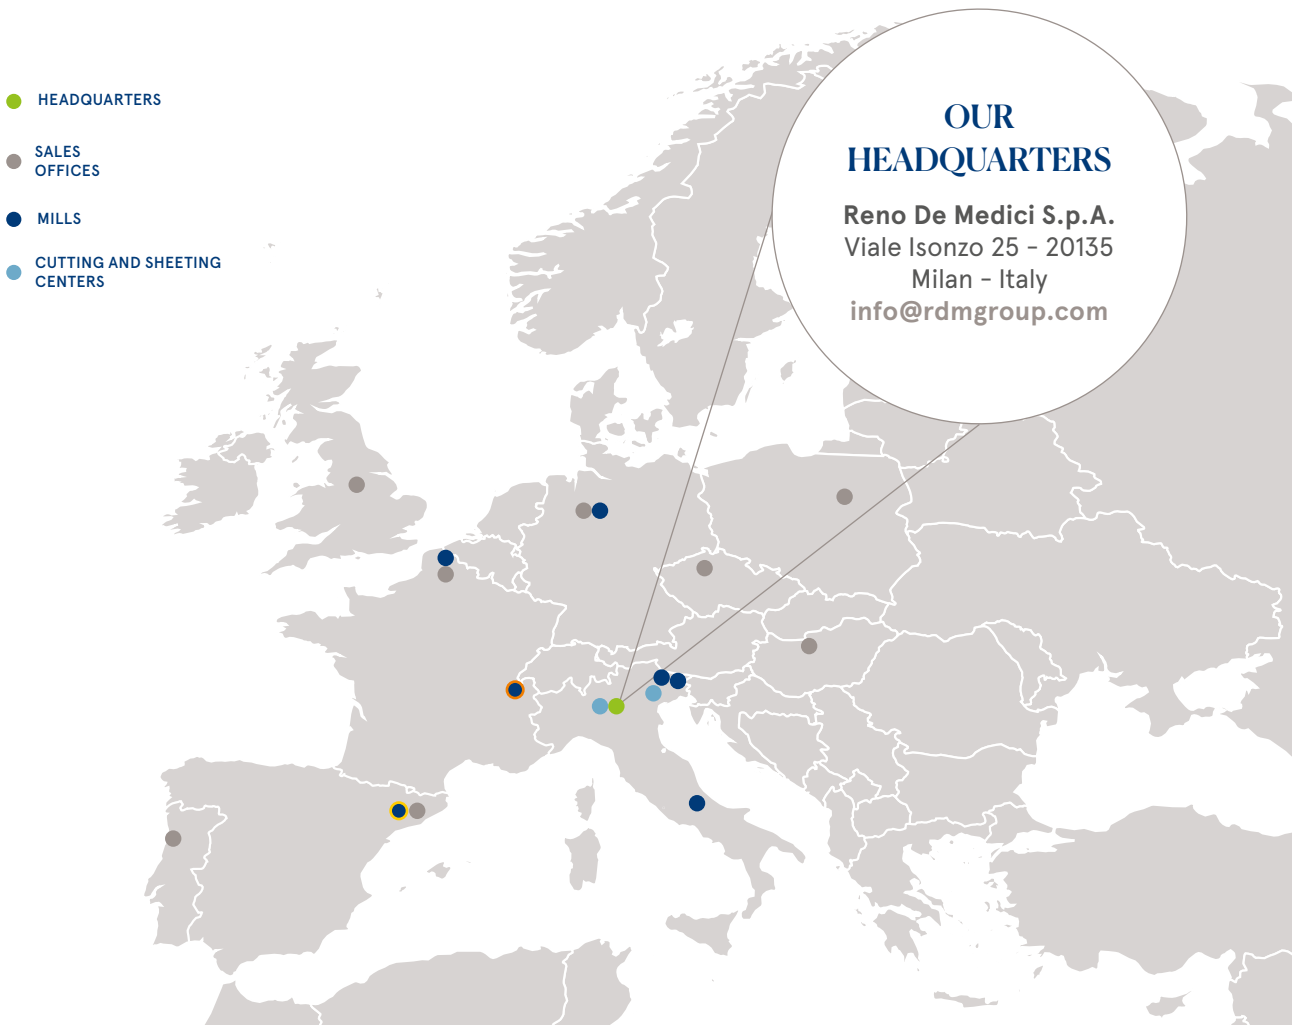 HEADQUARTERS
SALES
OFFICES
MILLS
CUTTING AND SHEETING
CENTERS
OUR
HEADQUARTERS
Reno De Medici S.p.A.
Viale Isonzo 25 - 20135
Milan - Italy
info@rdmgroup.com